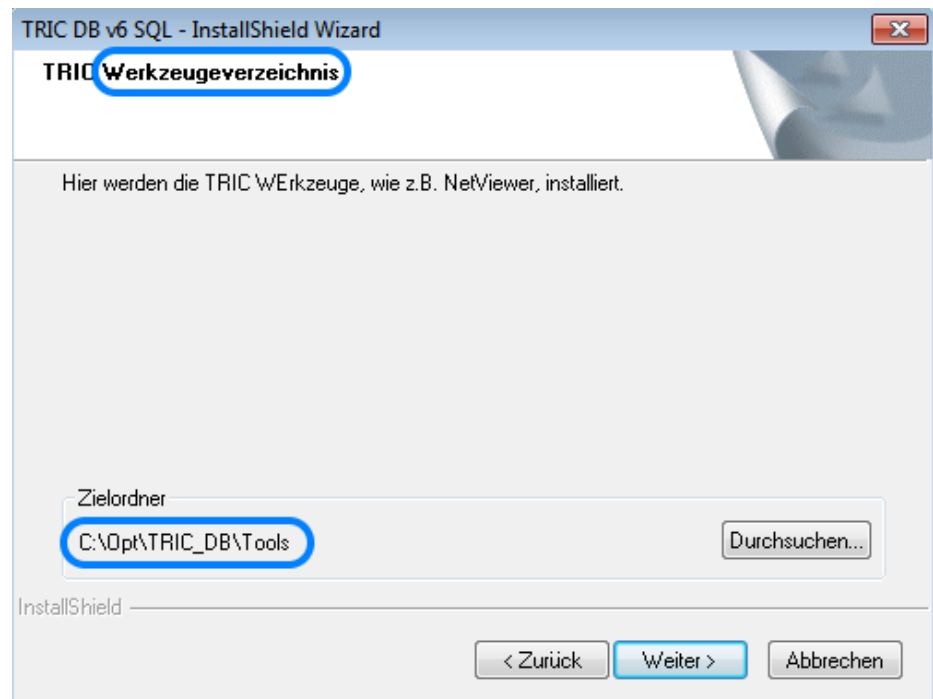 TRIC DB v6 SQL - InstallShield Wizard
TRIC Werkzeugeverzeichnis
Hier werden die TRIC WErkzeuge, wie z.B. NetViewer, installiert.
Zielordner
C:\Opt\TRIC_DB\Tools
Durchsuchen...
InstallShield
< Zurück Weiter > Abbrechen